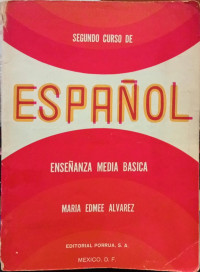 SEGUNDO CURSO DE
ESPAÑOL
ENSEÑANZA MEDIA BASICA
MARIA EDMEE ALVAREZ
EDITORIAL PORRUA, S. A.
MEXICO, D. F.